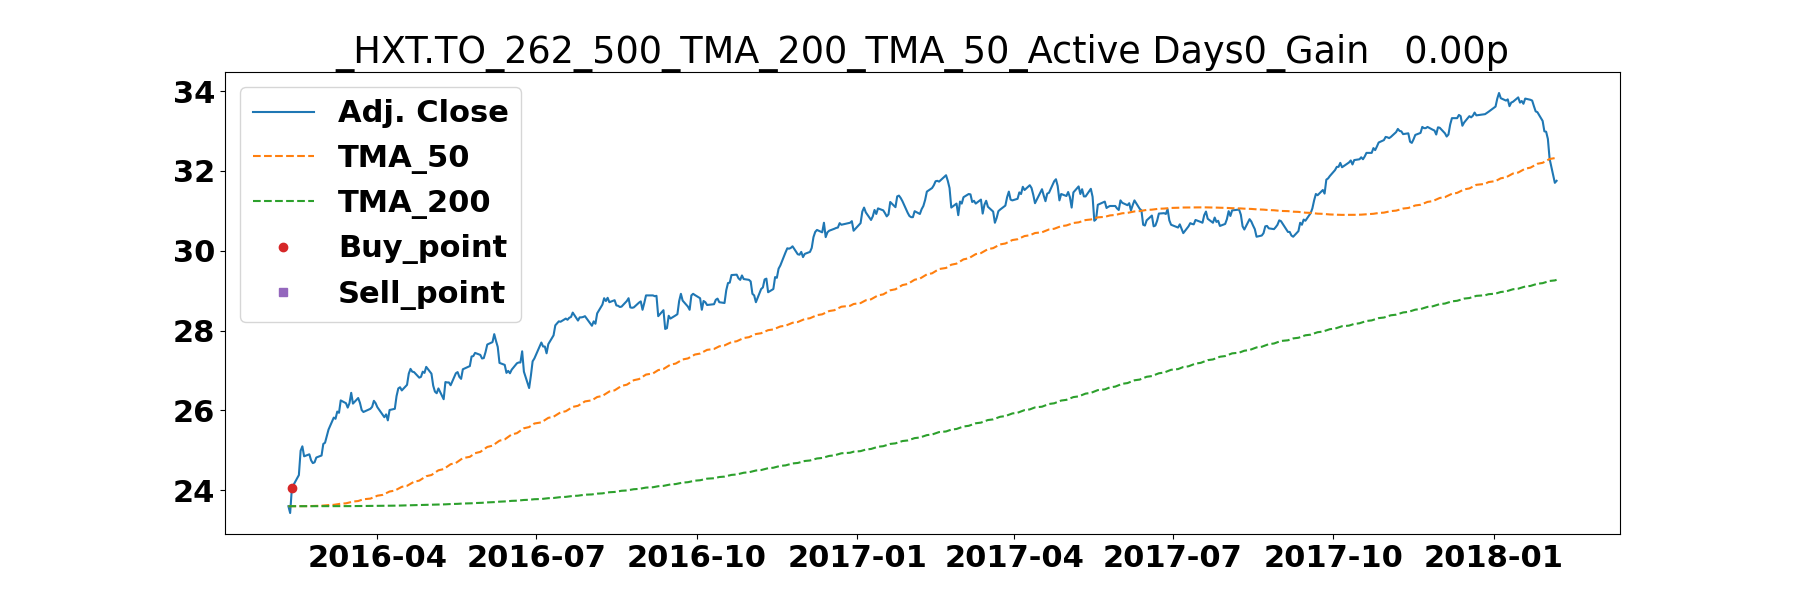 _HXT.TO_262_500_TMA_200_TMA_50_Active Days0_Gain   0.00p
34
32
30
28
26
24
Adj. Close
TMA_50
TMA_200
Buy_point
Sell_point
2016-04 2016-07 2016-10 2017-01 2017-04 2017-07 2017-10 2018-01